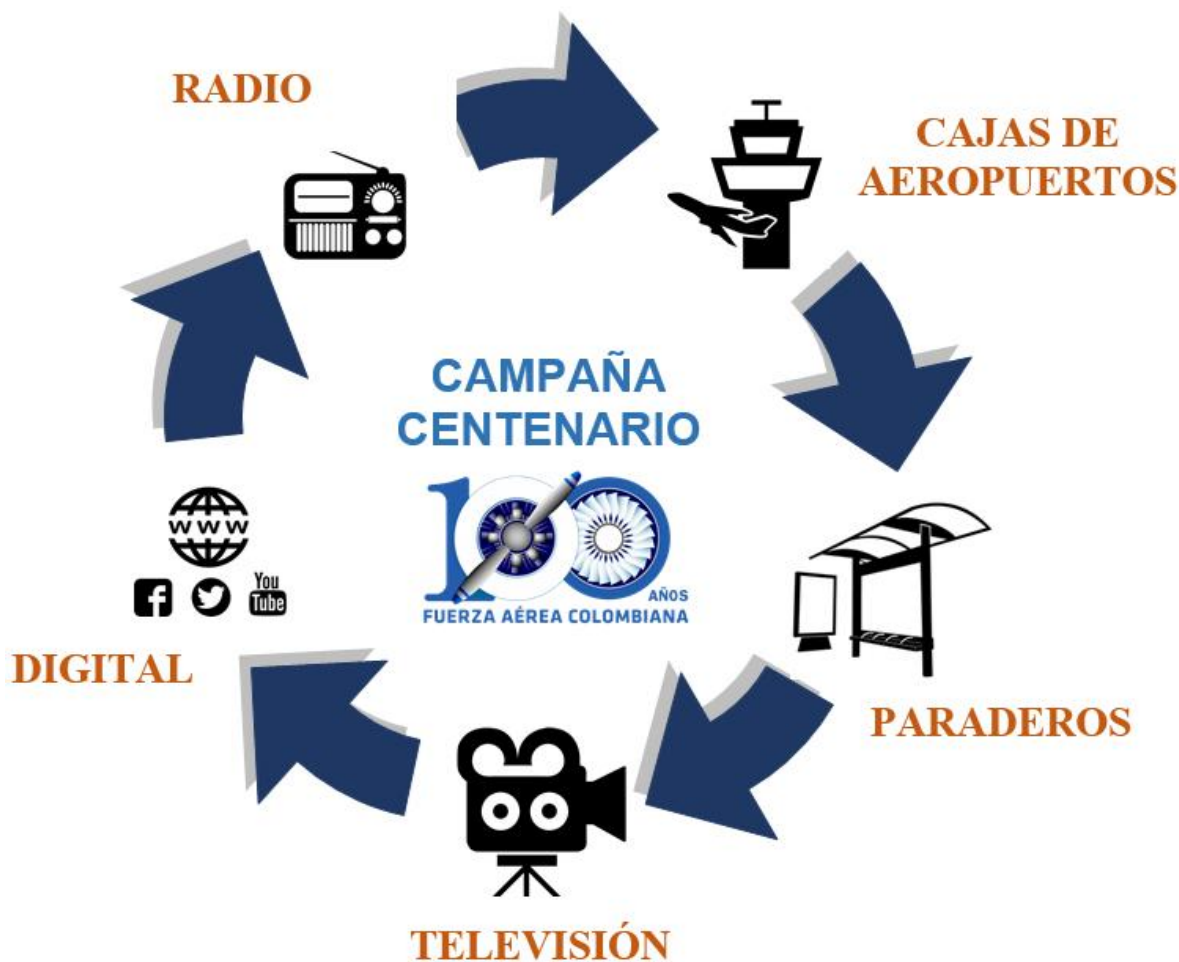 RADIO
CAJAS DE
AEROPUERTOS
CAMPAÑA
CENTENARIO
100
AÑOS
FUERZA AÉREA COLOMBIANA
WWW
You
Tube
DIGITAL
PARADEROS
TELEVISIÓN